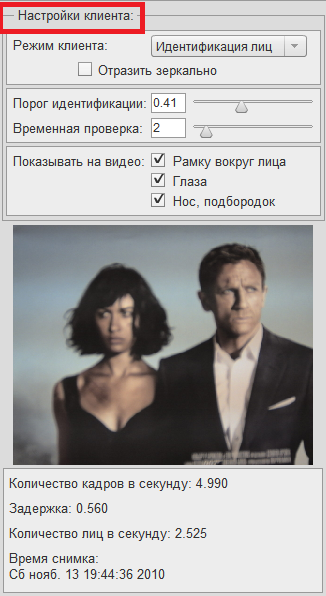 Настройки клиента:
Режим клиента: Идентификация лиц
Отразить зеркально
Порог идентификации: 0.41
Временная проверка: 2
Показывать на видео: Рамку вокруг лица
Глаза
Нос, подбородок
Количество кадров в секунду: 4.990
Задержка: 0.560
Количество лиц в секунду: 2.525
Время снимка:
Сб нояб. 13 19:44:36 2010